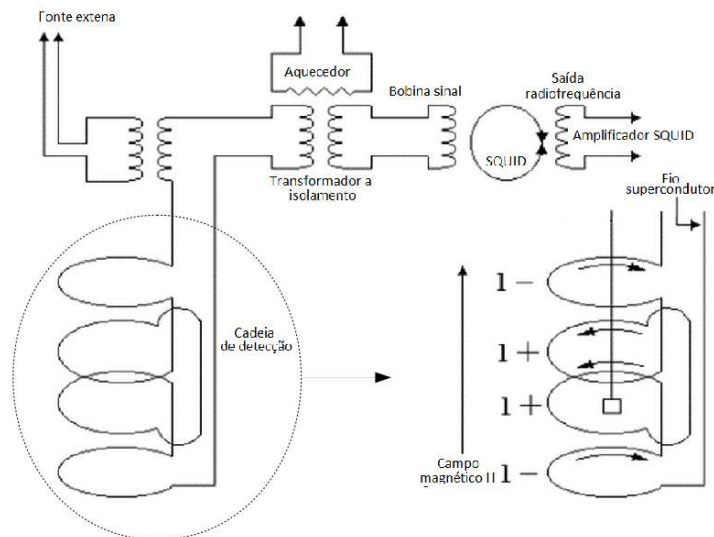 Fonte extena
Aquecedor
Bobina sinal
Saída
radiofrequência
SQUID
Amplificador SQUID
Transformador a
isolamento
Fio
supercondutor
Cadeia
de detecção
1 −
1 +
1 +
1 −
Campo
magnético H